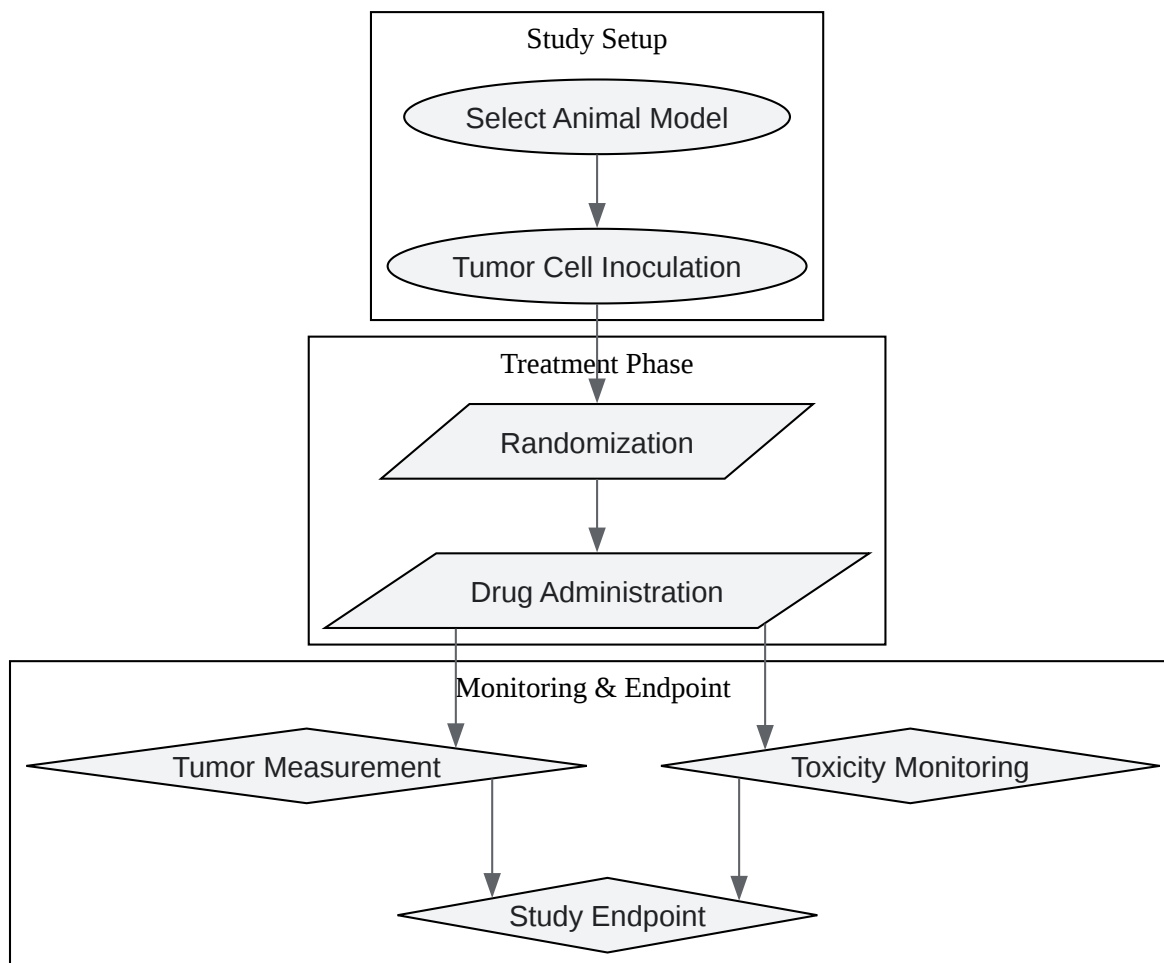 Study Setup
Select Animal Model
Tumor Cell Inoculation
Treatment Phase
Randomization
Drug Administration
Monitoring & Endpoint
Tumor Measurement
Toxicity Monitoring
Study Endpoint